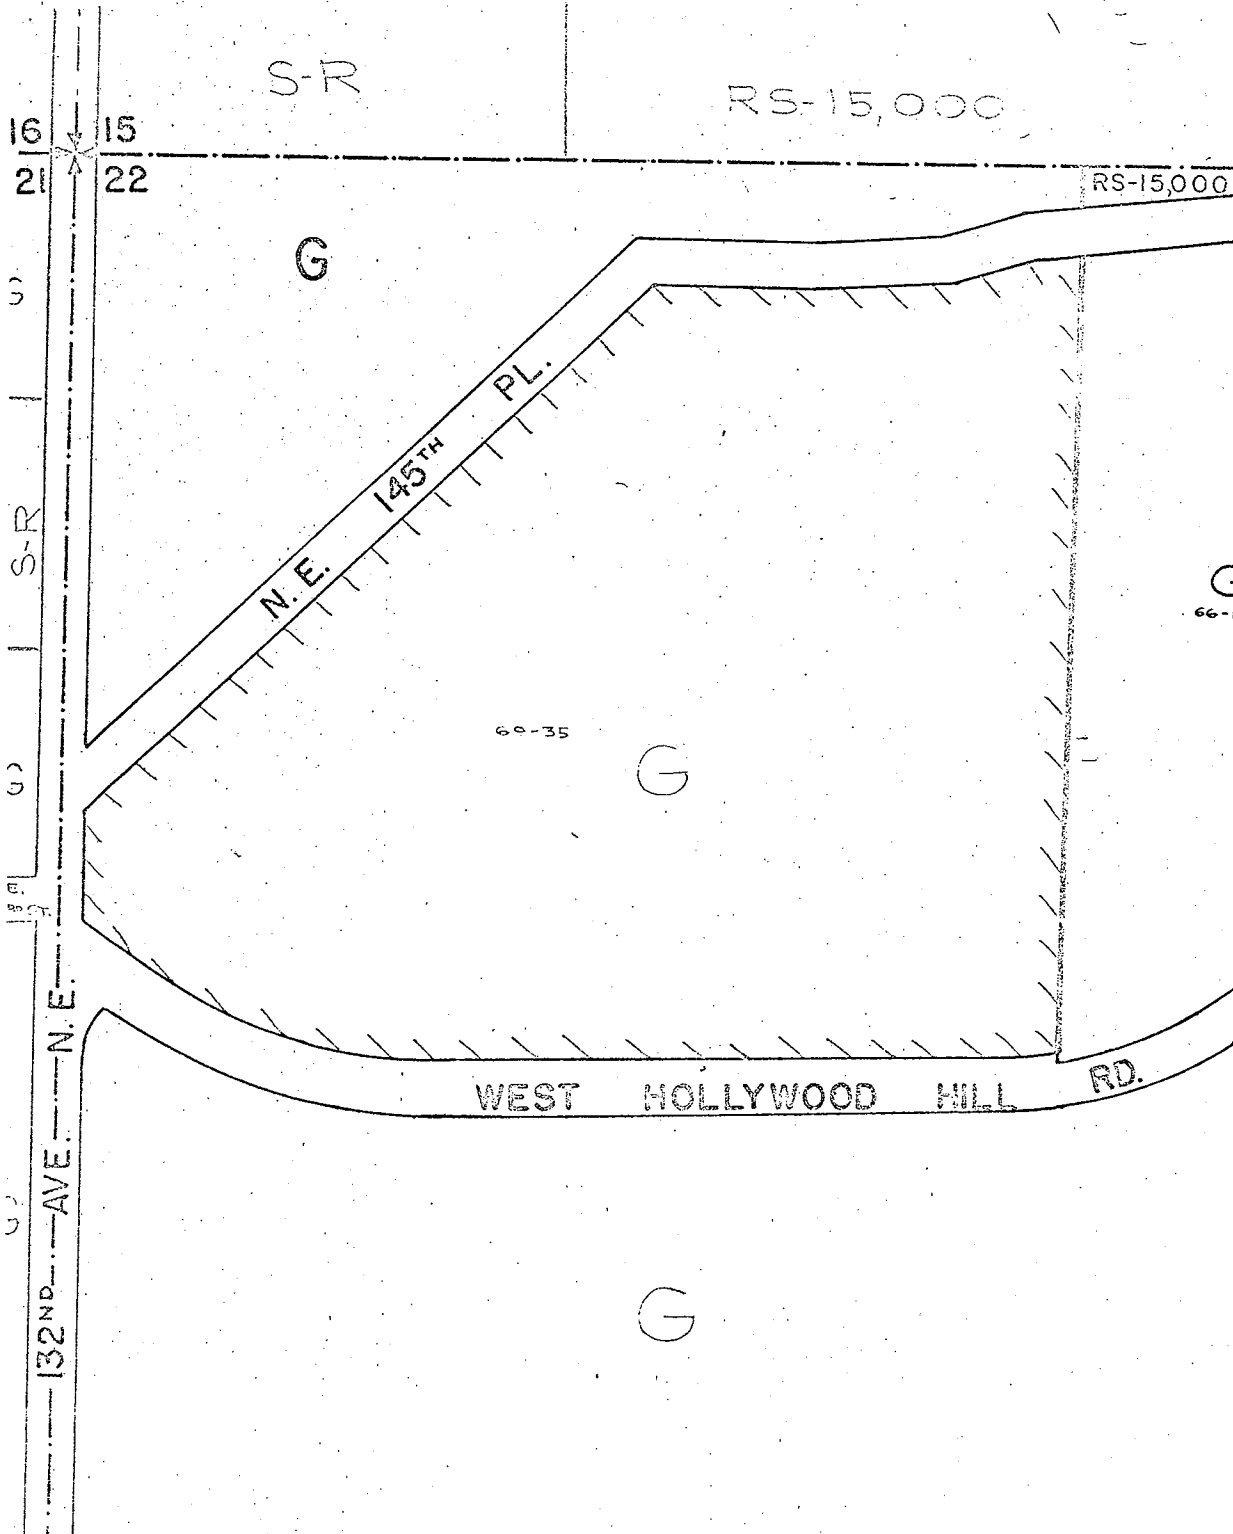 S-R
RS-15,000
16
15
21
22
RS-15,000
G
G
N.E. 145TH PL.
S-R
G
60-35
G
G
132ND AVE. N.E.
WEST HOLLYWOOD HILL RD.
G
G